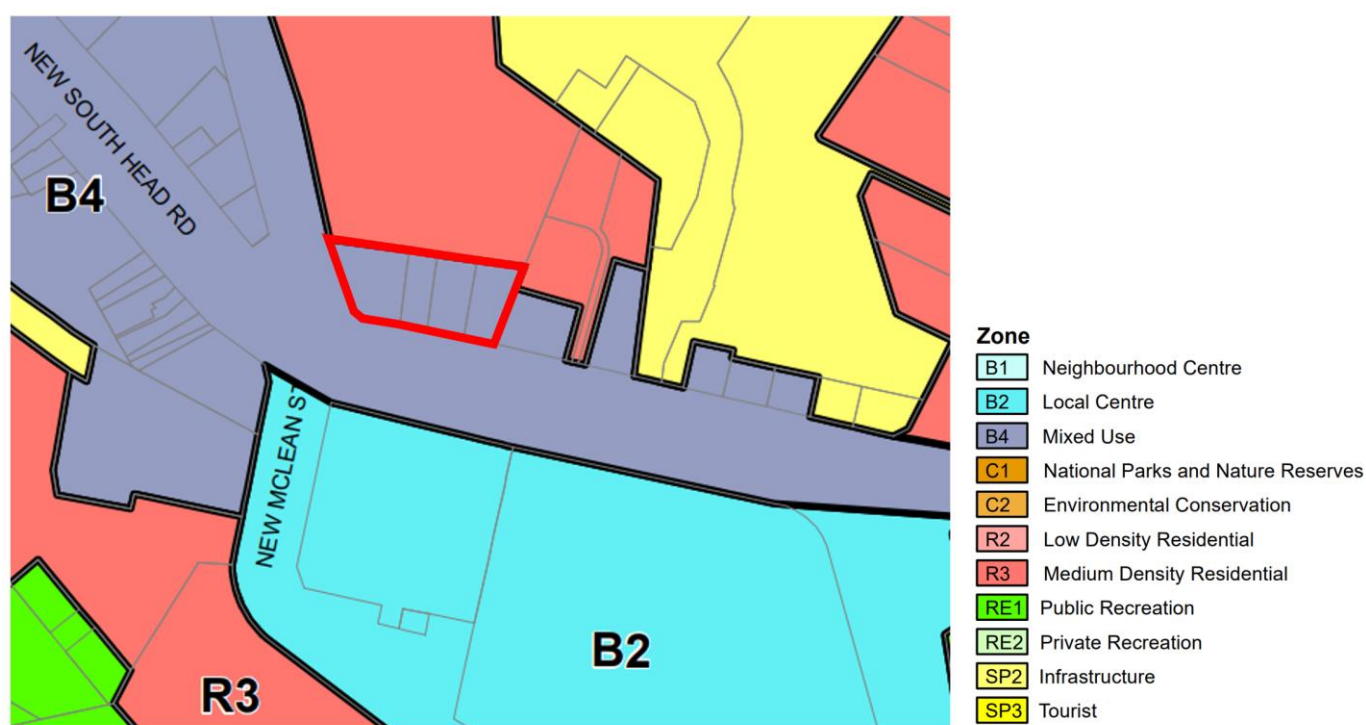 NEW SOUTH HEAD RD
B4
NEW MCLEAN ST
B2
R3
Zone
B1 Neighbourhood Centre
B2 Local Centre
B4 Mixed Use
C1 National Parks and Nature Reserves
C2 Environmental Conservation
R2 Low Density Residential
R3 Medium Density Residential
RE1 Public Recreation
RE2 Private Recreation
SP2 Infrastructure
SP3 Tourist